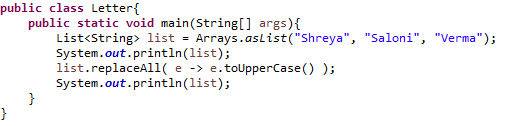 public class Letter{
    public static void main(String[] args){
        List<String> list = Arrays.asList("Shreya", "Saloni", "Verma");
        System.out.println(list);
        list.replaceAll( e -> e.toUpperCase() );
        System.out.println(list);
    }
}